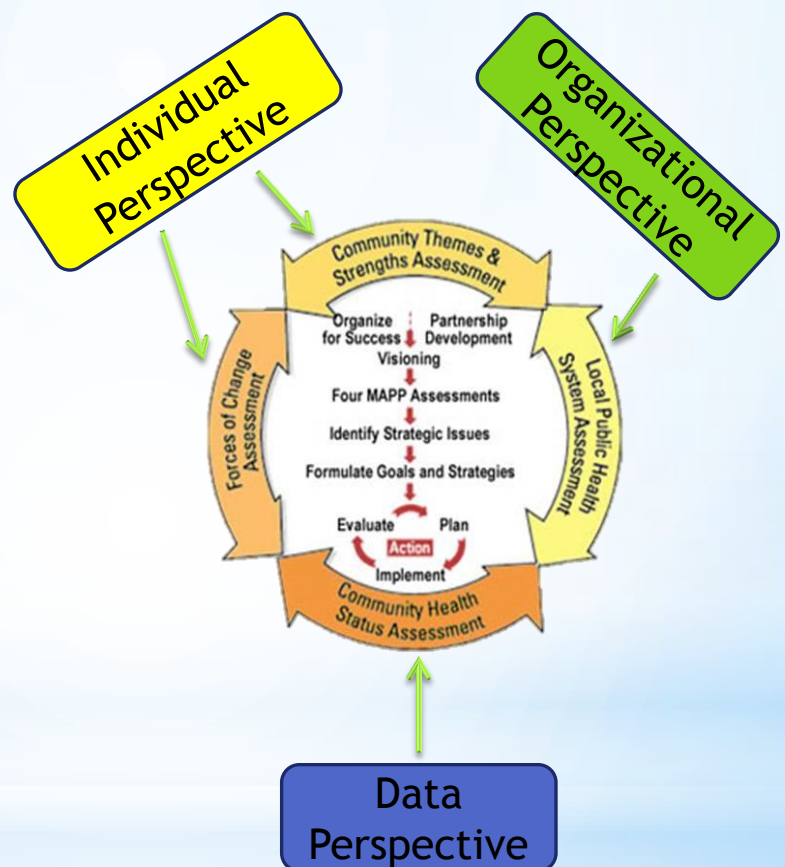 Individual
Perspective
Organizational
Perspective
Community Themes &
Strengths Assessment
Organize
for Success
Partnership
Development
Visioning
Four MAPP Assessments
Identify Strategic Issues
Formulate Goals and Strategies
Evaluate
Plan
Action
Implement
Forces of Change
Assessment
Local Public Health
System Assessment
Community Health
Status Assessment
Data
Perspective